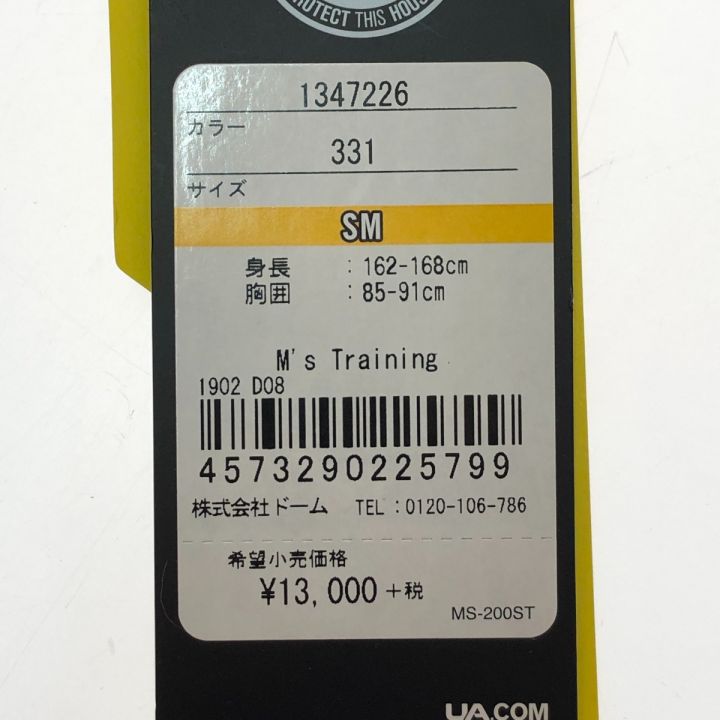 PROTECT THIS HOUSE
1347226
カラー
331
サイズ
SM
身長 : 162-168cm
胸囲 : 85-91cm
M's Training
1902 D08
4573290225799
株式会社ドーム TEL:0120-106-786
希望小売価格
¥13,000 +税
MS-200ST
UA.COM